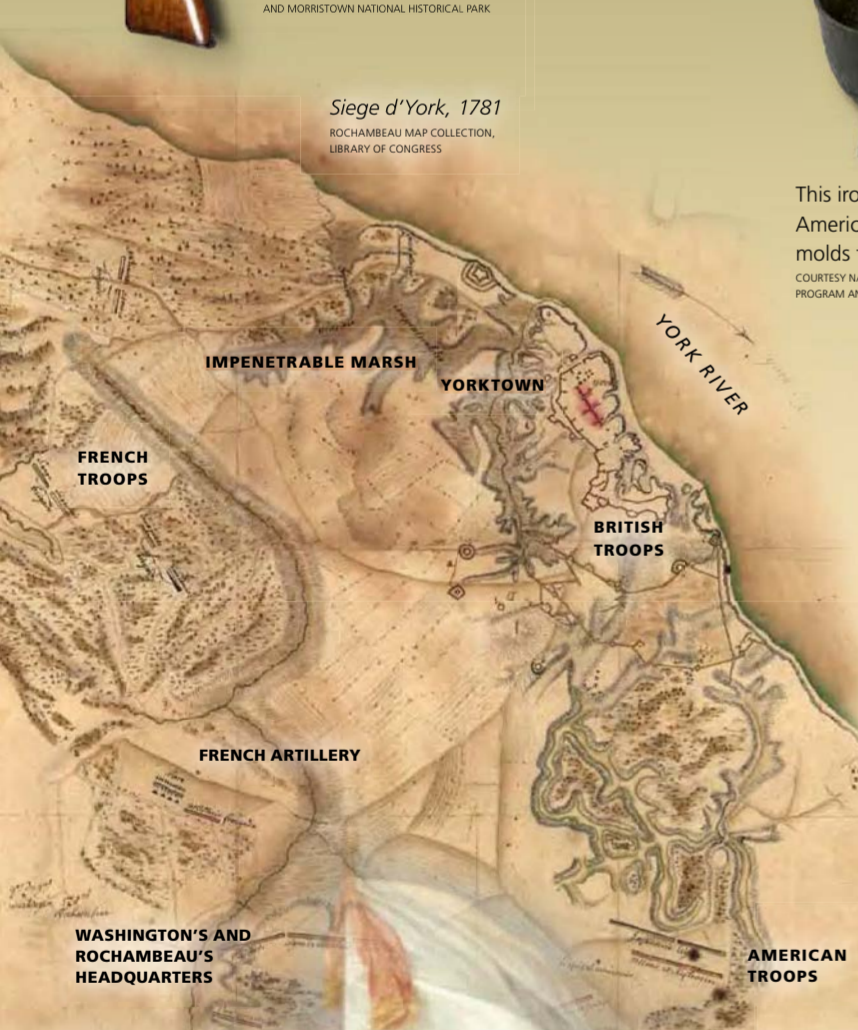 AND MORRISTOWN NATIONAL HISTORICAL PARK
Siege d'York, 1781
ROCHAMBEAU MAP COLLECTION,
LIBRARY OF CONGRESS
This iro
Americ
molds
COURTESY NA
PROGRAM AN
YORK RIVER
IMPENETRABLE MARSH
YORKTOWN
FRENCH
TROOPS
BRITISH
TROOPS
FRENCH ARTILLERY
WASHINGTON'S AND
ROCHAMBEAU'S
HEADQUARTERS
AMERICAN
TROOPS